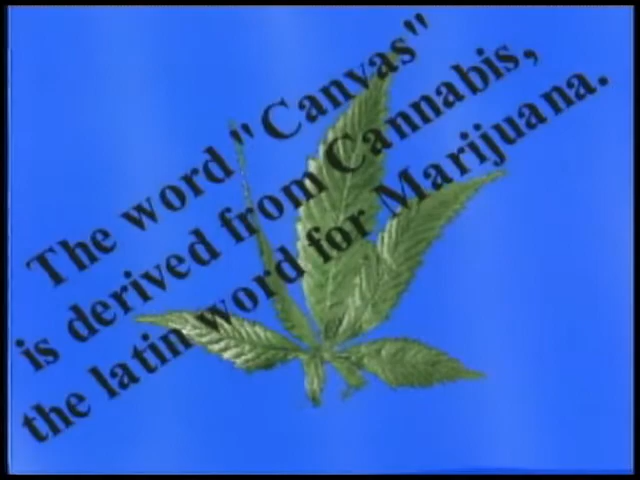 The word "Canvas"
is derived from Cannabis,
the latin word for Marijuana.